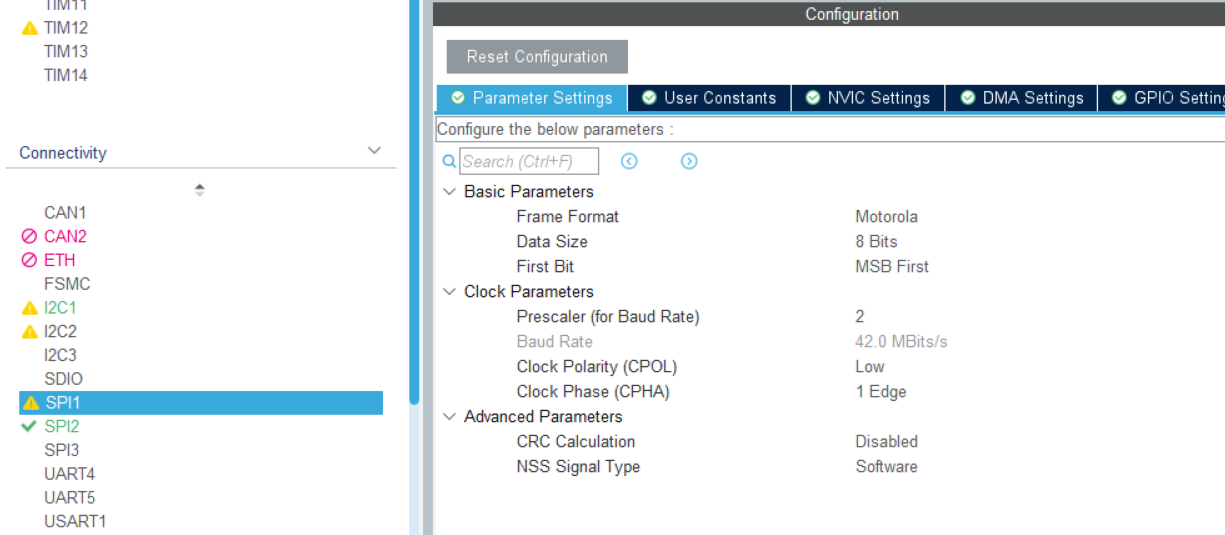 TIM11
TIM12
TIM13
TIM14
Connectivity
CAN1
CAN2
ETH
FSMC
I2C1
I2C2
I2C3
SDIO
SPI1
SPI2
SPI3
UART4
UART5
USART1
Configuration
Reset Configuration
Parameter Settings User Constants NVIC Settings DMA Settings GPIO Setting
Configure the below parameters :
Search (Ctrl+F)
Basic Parameters
Frame Format Motorola
Data Size 8 Bits
First Bit MSB First
Clock Parameters
Prescaler (for Baud Rate) 2
Baud Rate 42.0 MBits/s
Clock Polarity (CPOL) Low
Clock Phase (CPHA) 1 Edge
Advanced Parameters
CRC Calculation Disabled
NSS Signal Type Software